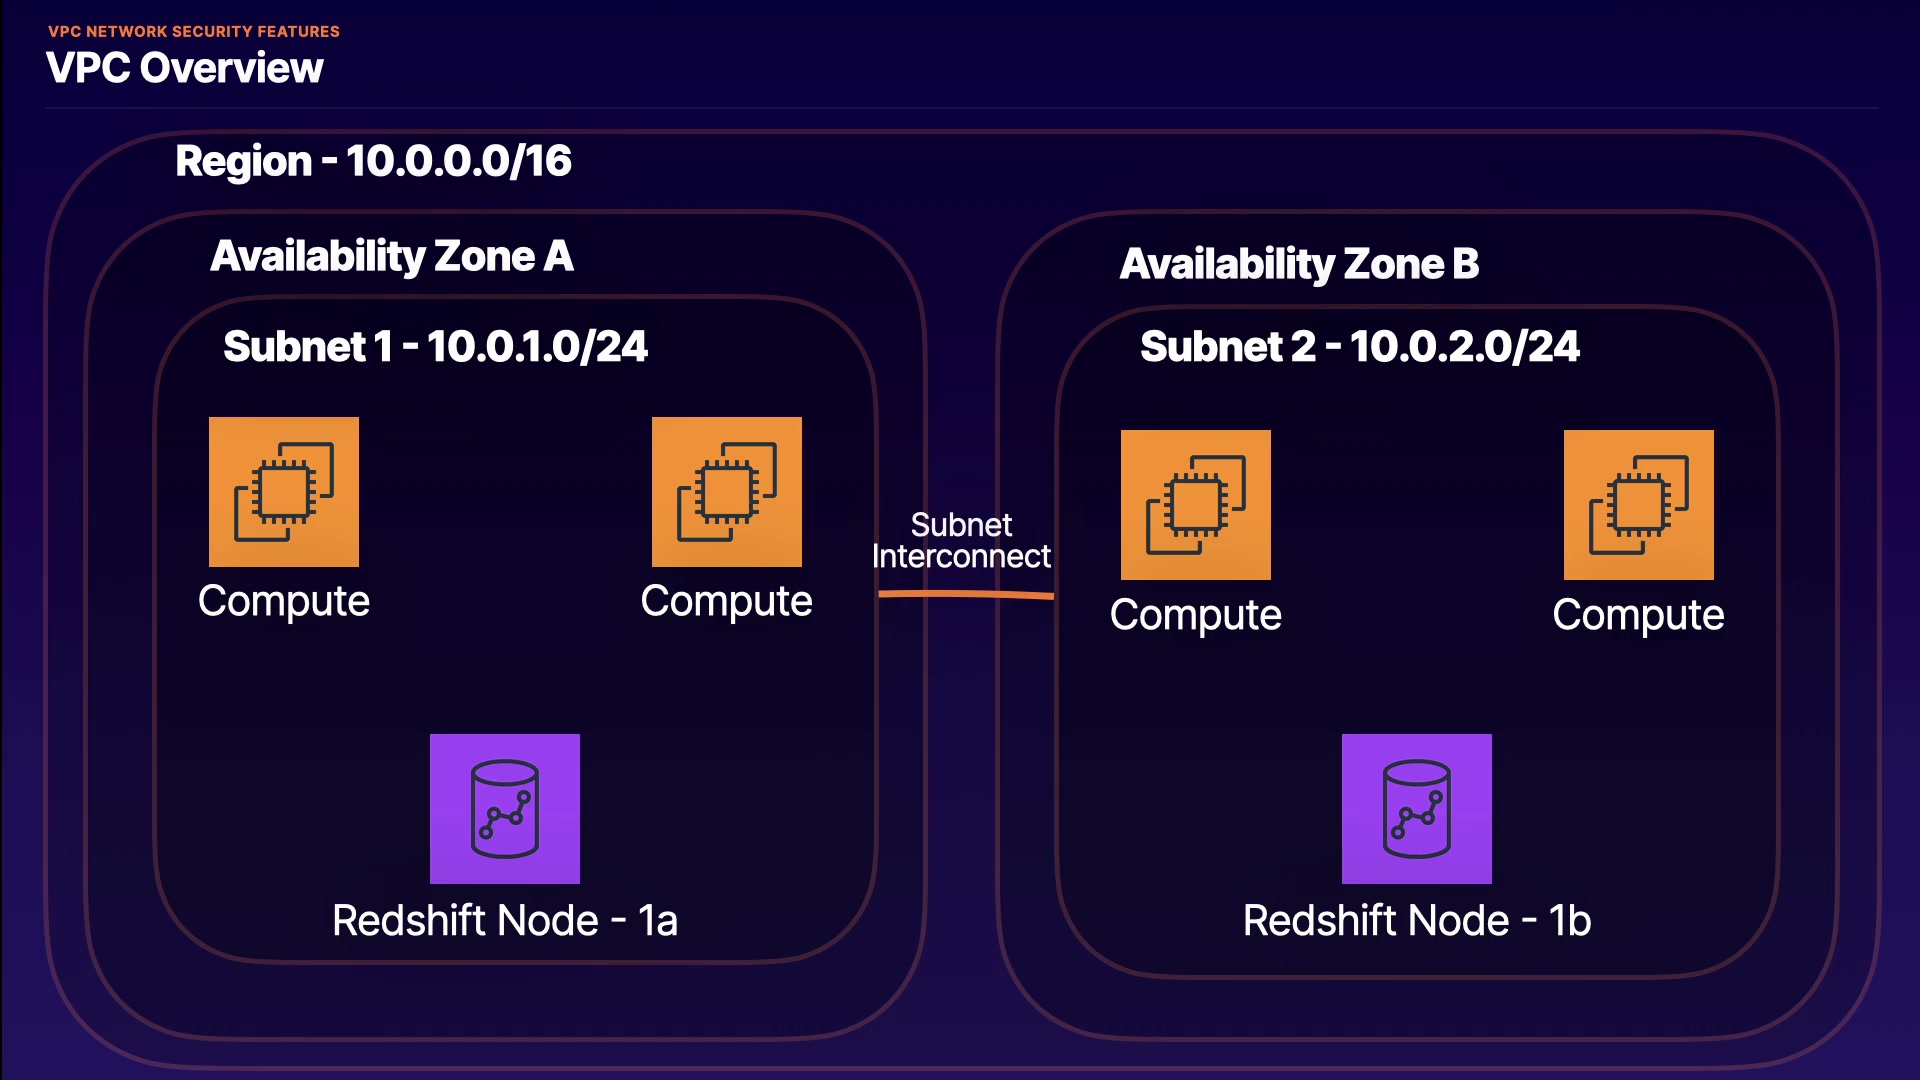 VPC NETWORK SECURITY FEATURES
VPC Overview
Region - 10.0.0.0/16
Availability Zone A
Subnet 1 - 10.0.1.0/24
Compute
Compute
Redshift Node - 1a
Subnet
Interconnect
Availability Zone B
Subnet 2 - 10.0.2.0/24
Compute
Compute
Redshift Node - 1b